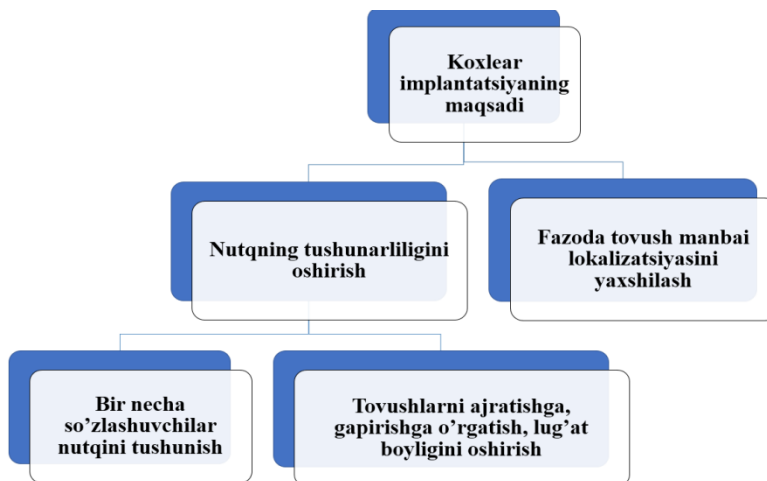 Koxlear
implantatsiyaning
maqsadi
Nutqning tushunarliligini
oshirish
Fazoda tovush manbai
lokalizatsiyasini
yaxshilash
Bir necha
so’zlashuvchilar
nutqini tushunish
Tovushlarni ajratishga,
gapirishga o’rgatish, lug’at
boyligini oshirish